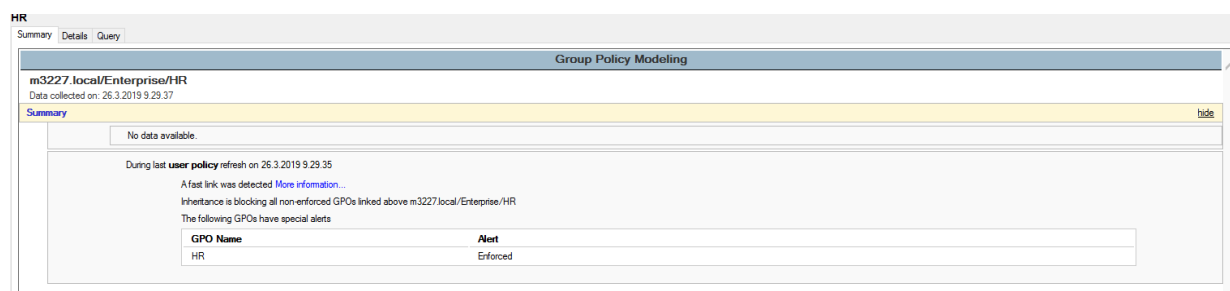 HR
Summary Details Query
Group Policy Modeling
m3227.local/Enterprise/HR
Data collected on: 26.3.2019 9.29.37
Summary hide
No data available.
During last user policy refresh on 26.3.2019 9.29.35
A fast link was detected More information...
Inheritance is blocking all non-enforced GPOs linked above m3227.local/Enterprise/HR
The following GPOs have special alerts
GPO Name Alert
HR Enforced